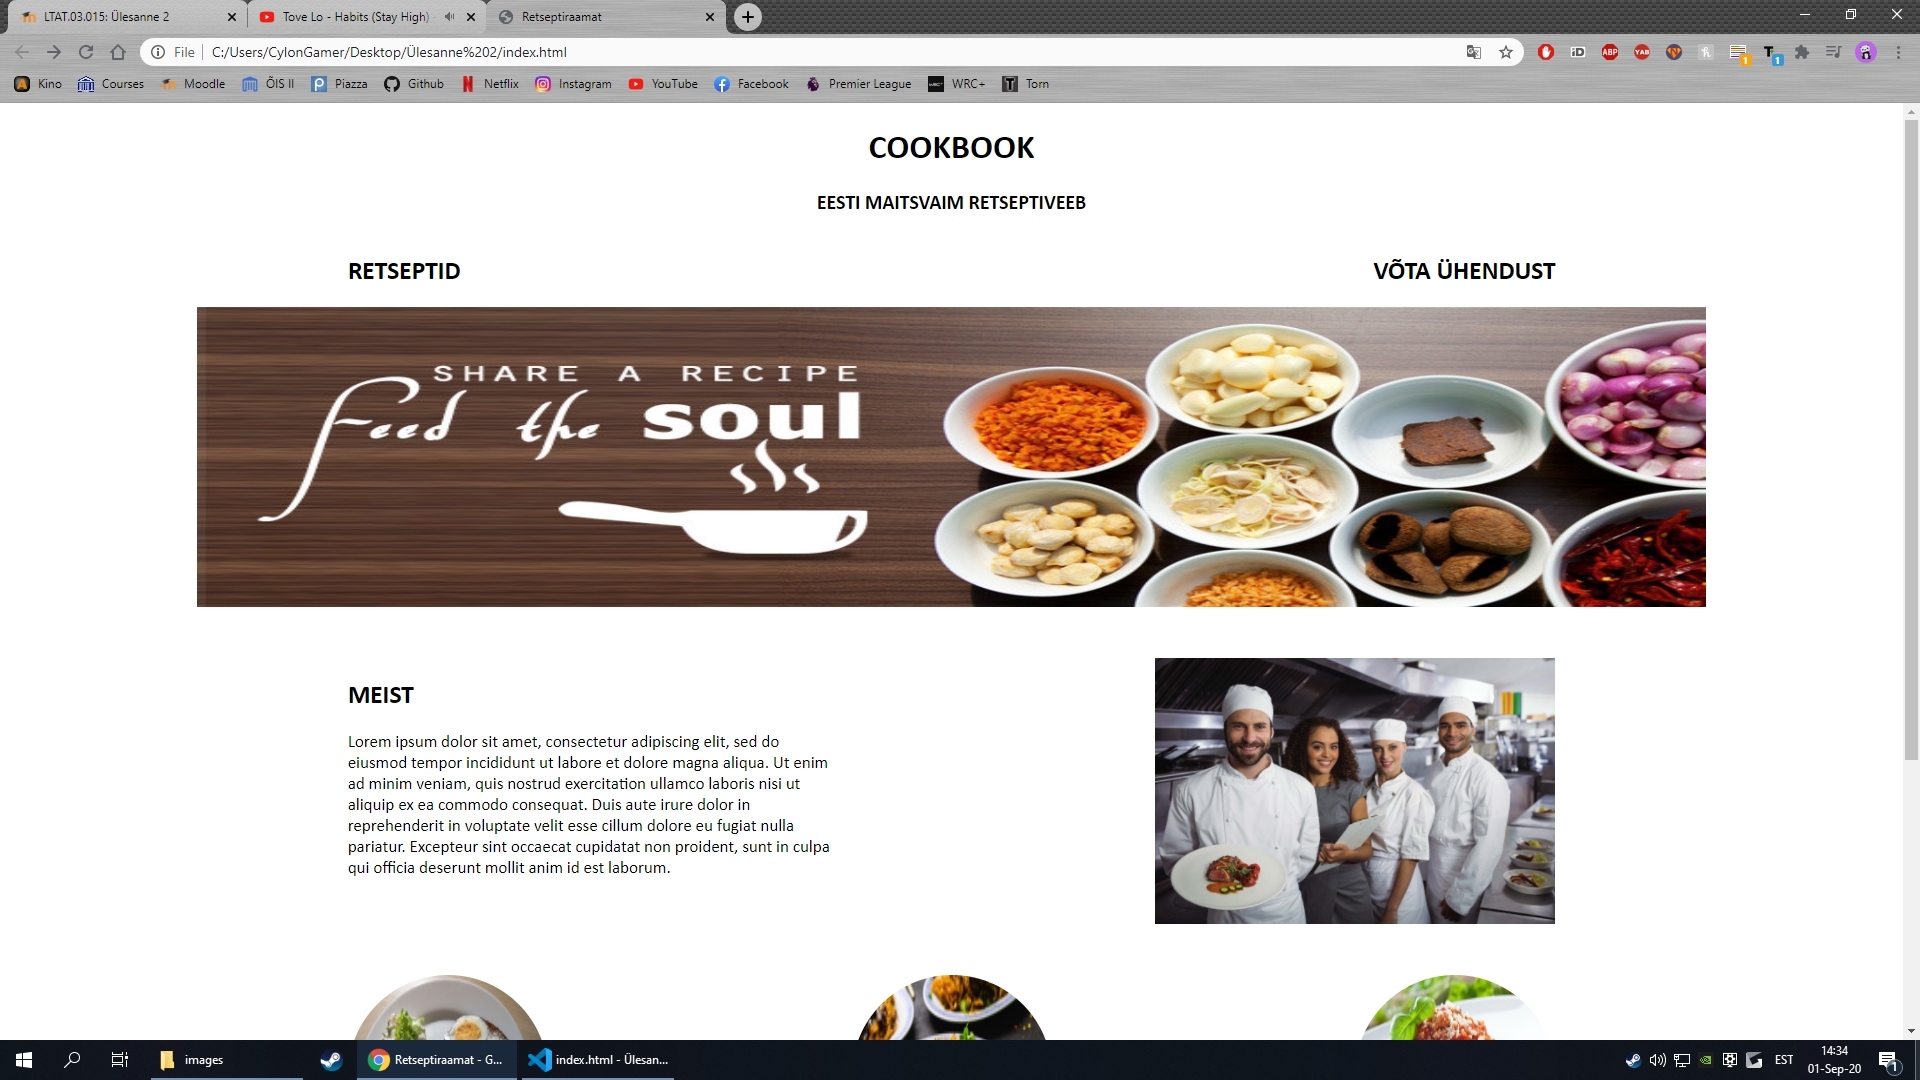 LTAT.03.015: Ülesanne 2
Tove Lo - Habits (Stay High)
Retseptiraamat
File
C:/Users/CylonGamer/Desktop/Ülesanne%202/index.html
ABP
YAB
1
1
Kino
Courses
Moodle
ÕIS II
Piazza
Github
Netflix
Instagram
YouTube
Facebook
Premier League
WRC+
Torn
COOKBOOK
EESTI MAITSVAIM RETSEPTIVEEB
RETSEPTID
VÕTA ÜHENDUST
SHARE A RECIPE
feed the soul
MEIST
Lorem ipsum dolor sit amet, consectetur adipiscing elit, sed do
eiusmod tempor incididunt ut labore et dolore magna aliqua. Ut enim
ad minim veniam, quis nostrud exercitation ullamco laboris nisi ut
aliquip ex ea commodo consequat. Duis aute irure dolor in
reprehenderit in voluptate velit esse cillum dolore eu fugiat nulla
pariatur. Excepteur sint occaecat cupidatat non proident, sunt in culpa
qui officia deserunt mollit anim id est laborum.
images
Retseptiraamat - G...
index.html - Ülesan...
EST
14:34
01-Sep-20
1